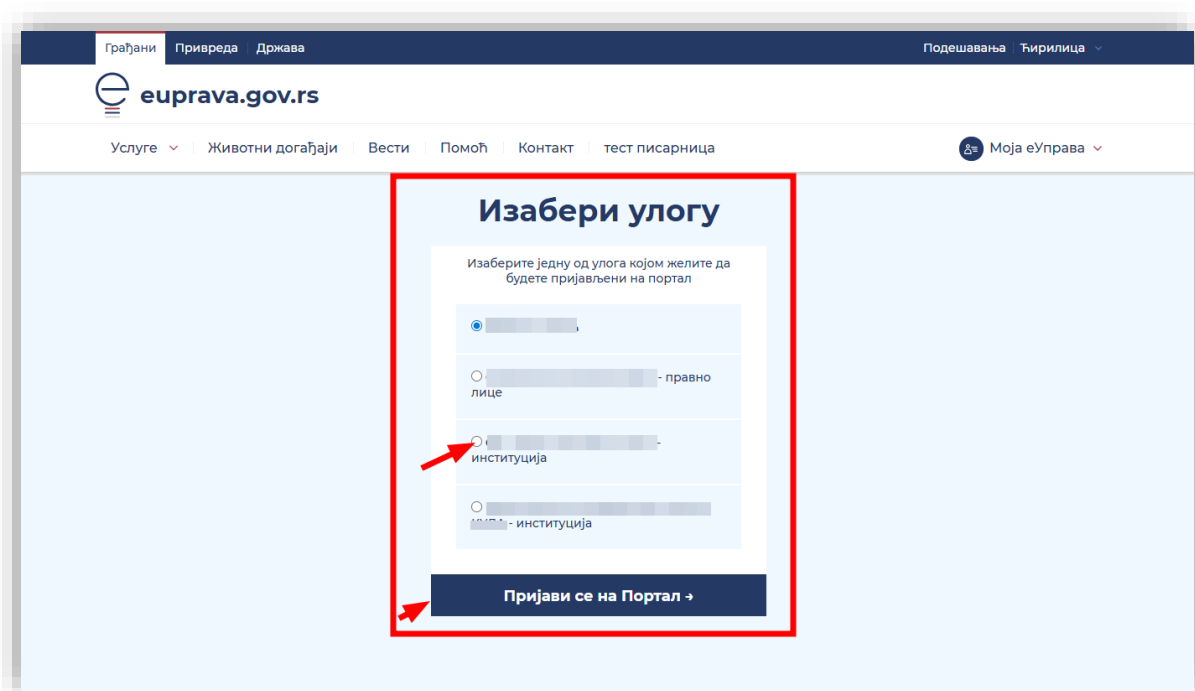 Грађани Привреда Држава Подешавања Ћирилица
euprava.gov.rs
Услуге Животни догађаји Вести Помоћ Контакт тест писарница Моја еУправа
Изабери улогу
Изаберите једну од улога којом желите да
будете пријављени на портал
- правно
лице
-
институција
- институција
Пријави се на Портал →